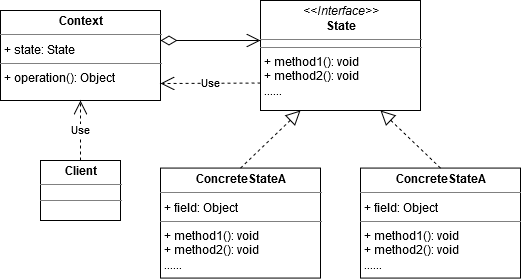 Context
+ state: State
+ operation(): Object
<<Interface>>
State
+ method1(): void
+ method2(): void
......
Use
Use
Client
ConcreteStateA
+ field: Object
+ method1(): void
+ method2(): void
......
ConcreteStateA
+ field: Object
+ method1(): void
+ method2(): void
......